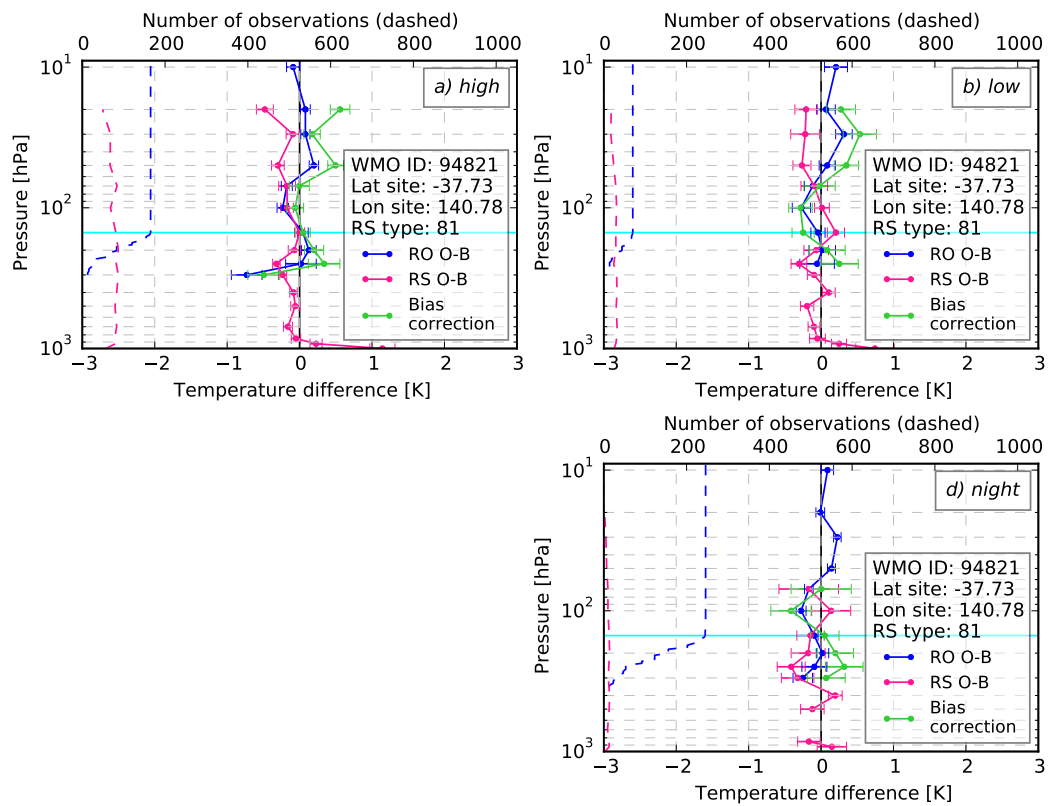 Number of observations (dashed)
0 200 400 600 800 1000
10¹
10²
10³
Pressure [hPa]
a) high
WMO ID: 94821
Lat site: -37.73
Lon site: 140.78
RS type: 81
RO O-B
RS O-B
Bias
correction
−3 −2 −1 0 1 2 3
Temperature difference [K]
Number of observations (dashed)
0 200 400 600 800 1000
10¹
10²
10³
Pressure [hPa]
b) low
WMO ID: 94821
Lat site: -37.73
Lon site: 140.78
RS type: 81
RO O-B
RS O-B
Bias
correction
−3 −2 −1 0 1 2 3
Temperature difference [K]
Number of observations (dashed)
0 200 400 600 800 1000
10¹
10²
10³
Pressure [hPa]
d) night
WMO ID: 94821
Lat site: -37.73
Lon site: 140.78
RS type: 81
RO O-B
RS O-B
Bias
correction
−3 −2 −1 0 1 2 3
Temperature difference [K]